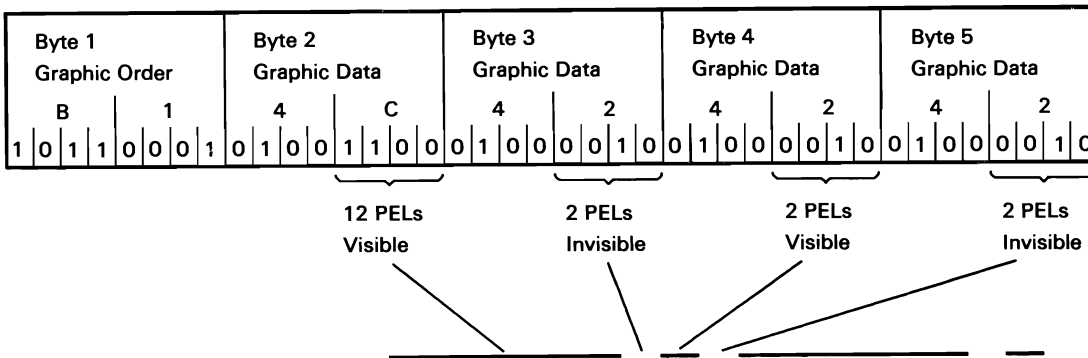 Byte 1 Byte 2 Byte 3 Byte 4 Byte 5
Graphic Order Graphic Data Graphic Data Graphic Data Graphic Data
B 1 4 C 4 2 4 2 4 2
1 0 1 1 0 0 0 1 0 1 0 0 1 1 0 0 0 1 0 0 0 0 1 0 0 1 0 0 0 0 1 0 0 1 0 0 0 0 1 0
12 PELs 2 PELs 2 PELs 2 PELs
Visible Invisible Visible Invisible